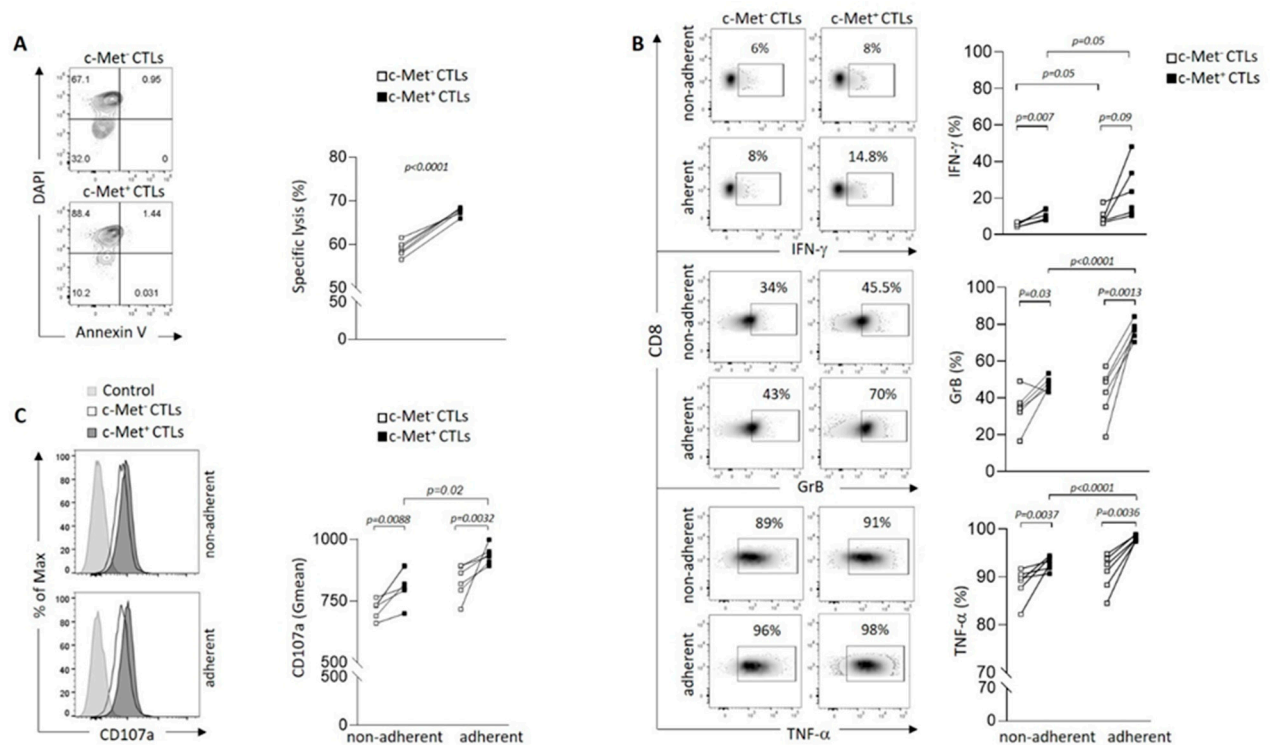 A
c-Met⁻ CTLs
67.1 0.95
32.0 0
c-Met⁺ CTLs
88.4 1.44
10.2 0.031
DAPI
Annexin V
c-Met⁻ CTLs
c-Met⁺ CTLs
p<0.0001
Specific lysis (%)
80
70
60
50
50
0
B
c-Met⁻ CTLs c-Met⁺ CTLs
CD8
non-adherent
6% 8%
aherent
8% 14.8%
IFN-γ
non-adherent
34% 45.5%
adherent
43% 70%
GrB
non-adherent
89% 91%
adherent
96% 98%
TNF-α
c-Met⁻ CTLs
c-Met⁺ CTLs
p=0.05
p=0.05
p=0.007 p=0.09
IFN-γ (%)
100
80
60
40
20
0
p<0.0001
P=0.03 P=0.0013
GrB (%)
100
80
60
40
20
0
p<0.0001
P=0.0037 P=0.0036
TNF-α (%)
100
90
80
70
70
0
non-adherent adherent
C
Control
c-Met⁻ CTLs
c-Met⁺ CTLs
% of Max
100
80
60
40
20
0
non-adherent
100
80
60
40
20
0
adherent
CD107a
c-Met⁻ CTLs
c-Met⁺ CTLs
p=0.02
p=0.0088 p=0.0032
CD107a (Gmean)
1000
750
500
500
0
non-adherent adherent